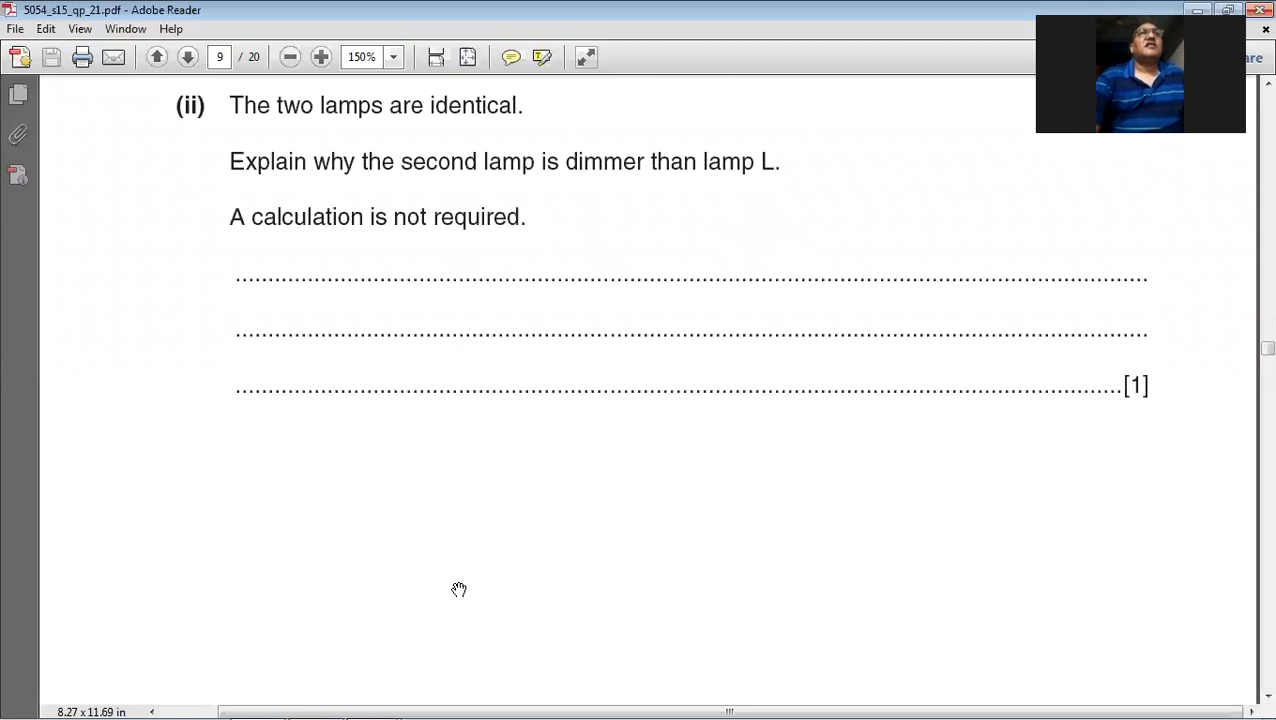 5054_s15_qp_21.pdf - Adobe Reader
File Edit View Window Help
9 / 20 150%
(ii) The two lamps are identical.
Explain why the second lamp is dimmer than lamp L.
A calculation is not required.
....................................................................................................................................
....................................................................................................................................
................................................................................................................................[1]
8.27 x 11.69 in